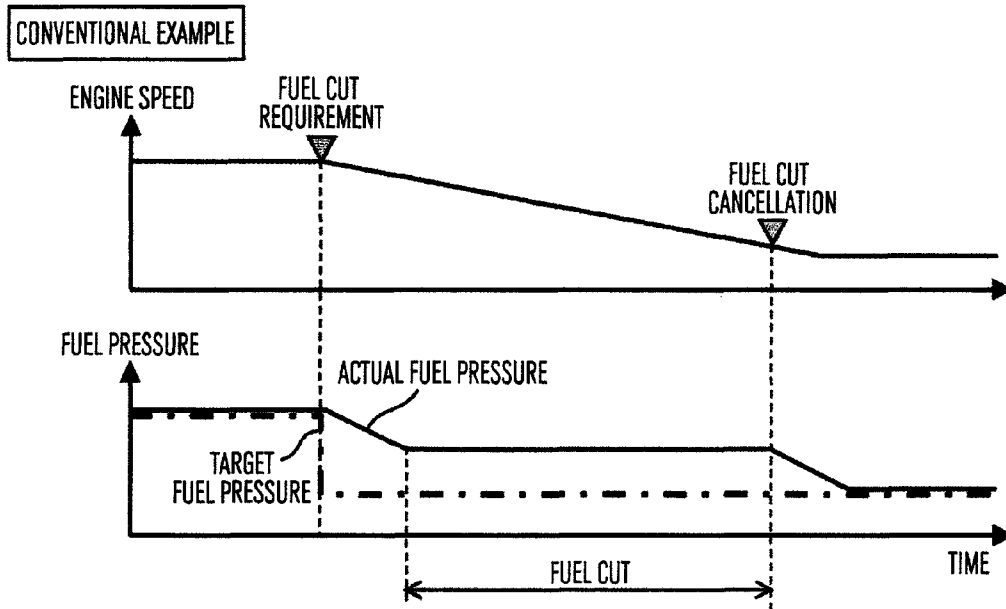 CONVENTIONAL EXAMPLE
ENGINE SPEED
FUEL CUT
REQUIREMENT
FUEL CUT
CANCELLATION
FUEL PRESSURE
ACTUAL FUEL PRESSURE
TARGET
FUEL PRESSURE
TIME
FUEL CUT